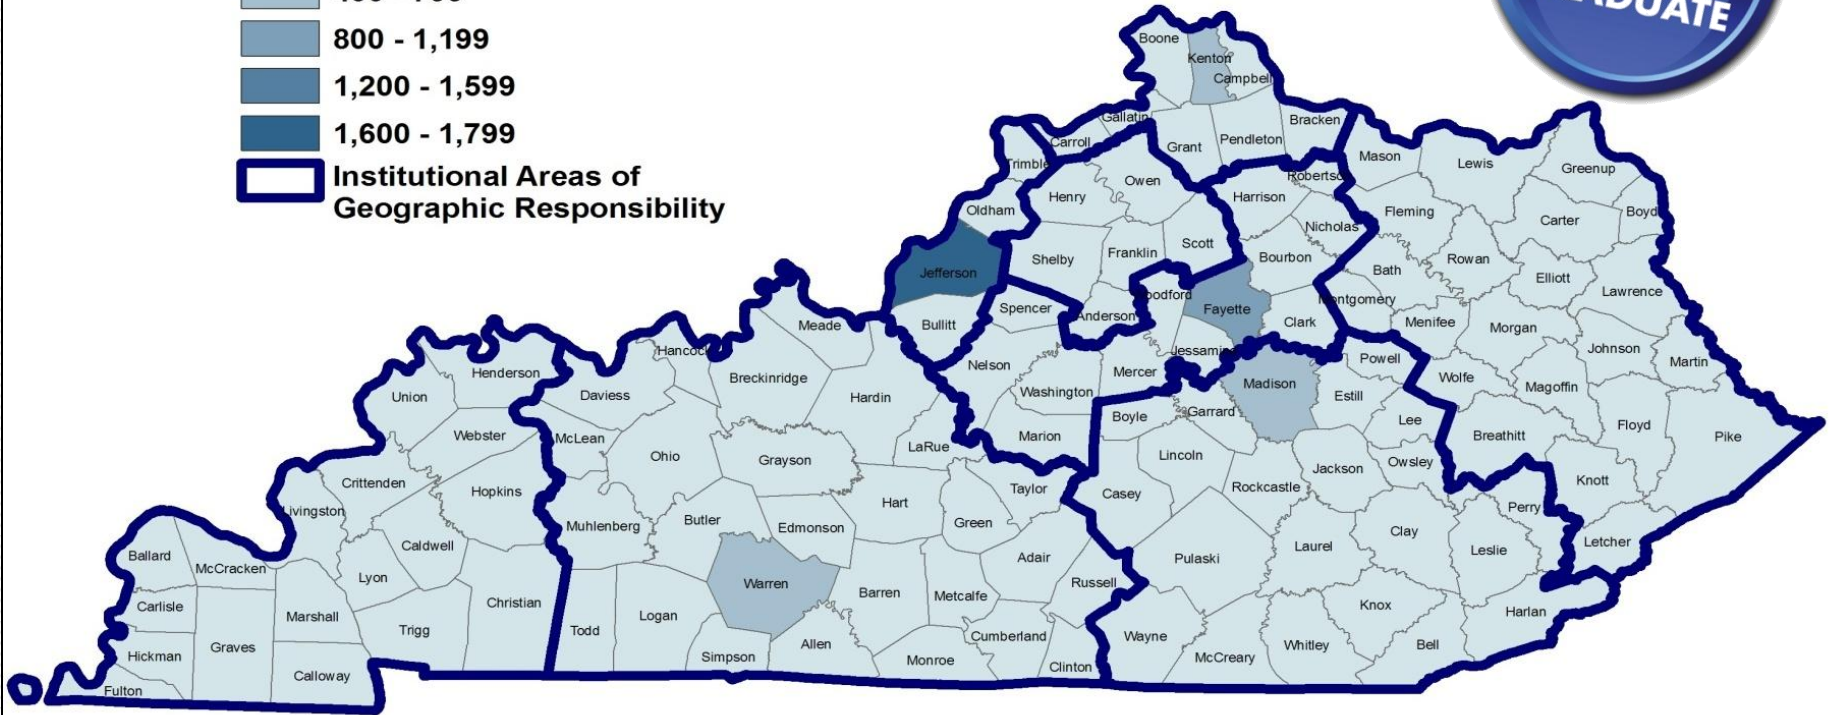 800 - 1,199
1,200 - 1,599
1,600 - 1,799
Institutional Areas of
Geographic Responsibility
Boone
Kenton
Campbell
Gallatin
Carroll
Grant
Pendleton
Bracken
Trimble
Owen
Henry
Harrison
Mason
Lewis
Greenup
Oldham
Fleming
Carter
Boyd
Nicholas
Jefferson
Shelby
Franklin
Scott
Bourbon
Bath
Rowan
Elliott
Lawrence
Spencer
Anderson
Fayette
Clark
Menifee
Morgan
Bullitt
Meade
Hancock
Johnson
Martin
Nelson
Mercer
Powell
Henderson
Breckinridge
Washington
Madison
Estill
Wolfe
Magoffin
Union
Daviess
Hardin
Boyle
Garrard
Lee
Webster
McLean
LaRue
Marion
Breathitt
Floyd
Pike
Ohio
Grayson
Lincoln
Jackson
Owsley
Crittenden
Hopkins
Hart
Taylor
Casey
Rockcastle
Knott
Livingston
Muhlenberg
Butler
Edmonson
Green
Perry
Ballard
Caldwell
Clay
Letcher
McCracken
Lyon
Warren
Adair
Pulaski
Laurel
Leslie
Carlisle
Marshall
Christian
Barren
Metcalfe
Russell
Knox
Harlan
Hickman
Graves
Trigg
Todd
Logan
Simpson
Allen
Monroe
Cumberland
Clinton
Wayne
McCreary
Whitley
Bell
Fulton
Calloway